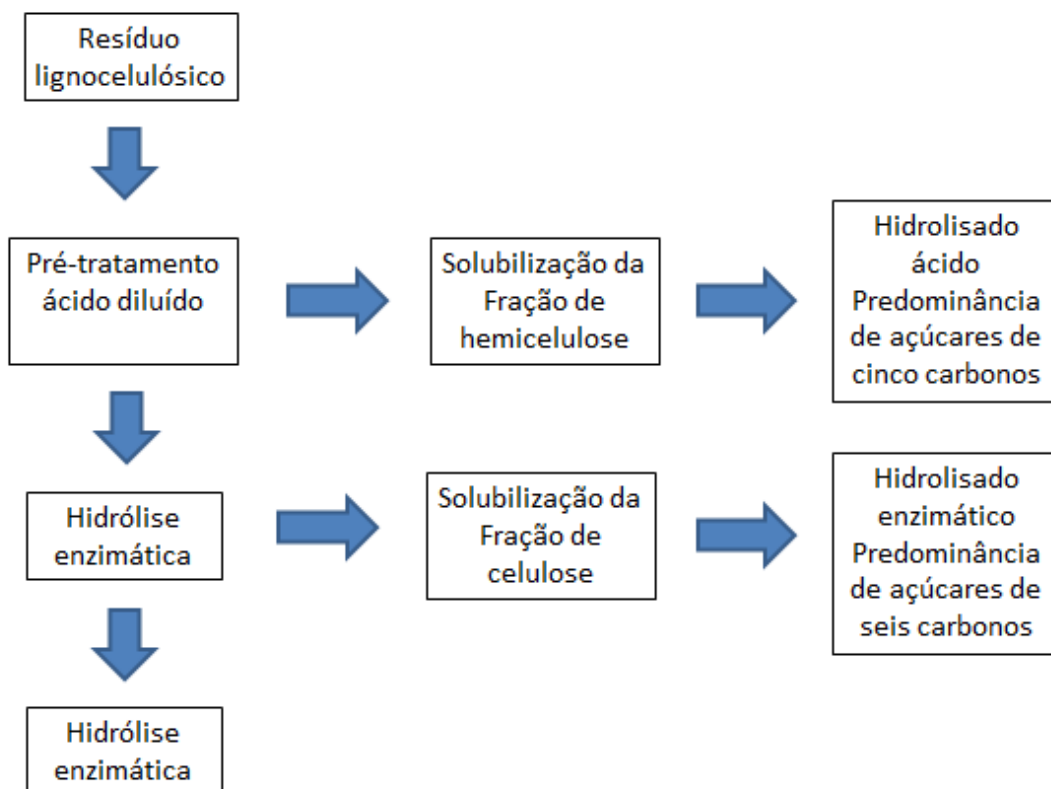 Resíduo
lignocelulósico
Pré-tratamento
ácido diluído
Solubilização da
Fração de
hemicelulose
Hidrolisado
ácido
Predominância
de açúcares de
cinco carbonos
Hidrólise
enzimática
Solubilização da
Fração de
celulose
Hidrolisado
enzimático
Predominância
de açúcares de
seis carbonos
Hidrólise
enzimática